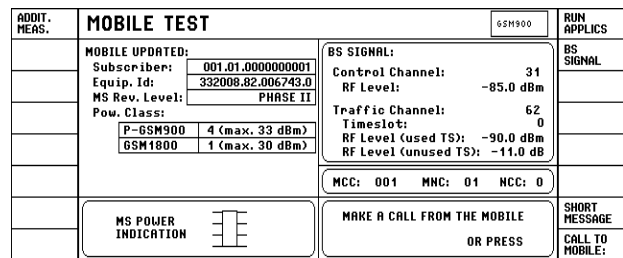 ADDIT.
MEAS.
MOBILE TEST
GSM900
RUN
APPLICS
MOBILE UPDATED:
Subscriber: 001.01.0000000001
Equip. Id: 332008.82.006743.0
MS Rev. Level: PHASE II
Pow. Class:
P-GSM900 4 (max. 33 dBm)
GSM1800 1 (max. 30 dBm)
BS SIGNAL:
Control Channel: 31
RF Level: -85.0 dBm
Traffic Channel: 62
Timeslot: 0
RF Level (used TS): -90.0 dBm
RF Level (unused TS): -11.0 dB
BS
SIGNAL
MCC: 001 MNC: 01 NCC: 0
MS POWER
INDICATION
MAKE A CALL FROM THE MOBILE
OR PRESS
SHORT
MESSAGE
CALL TO
MOBILE: